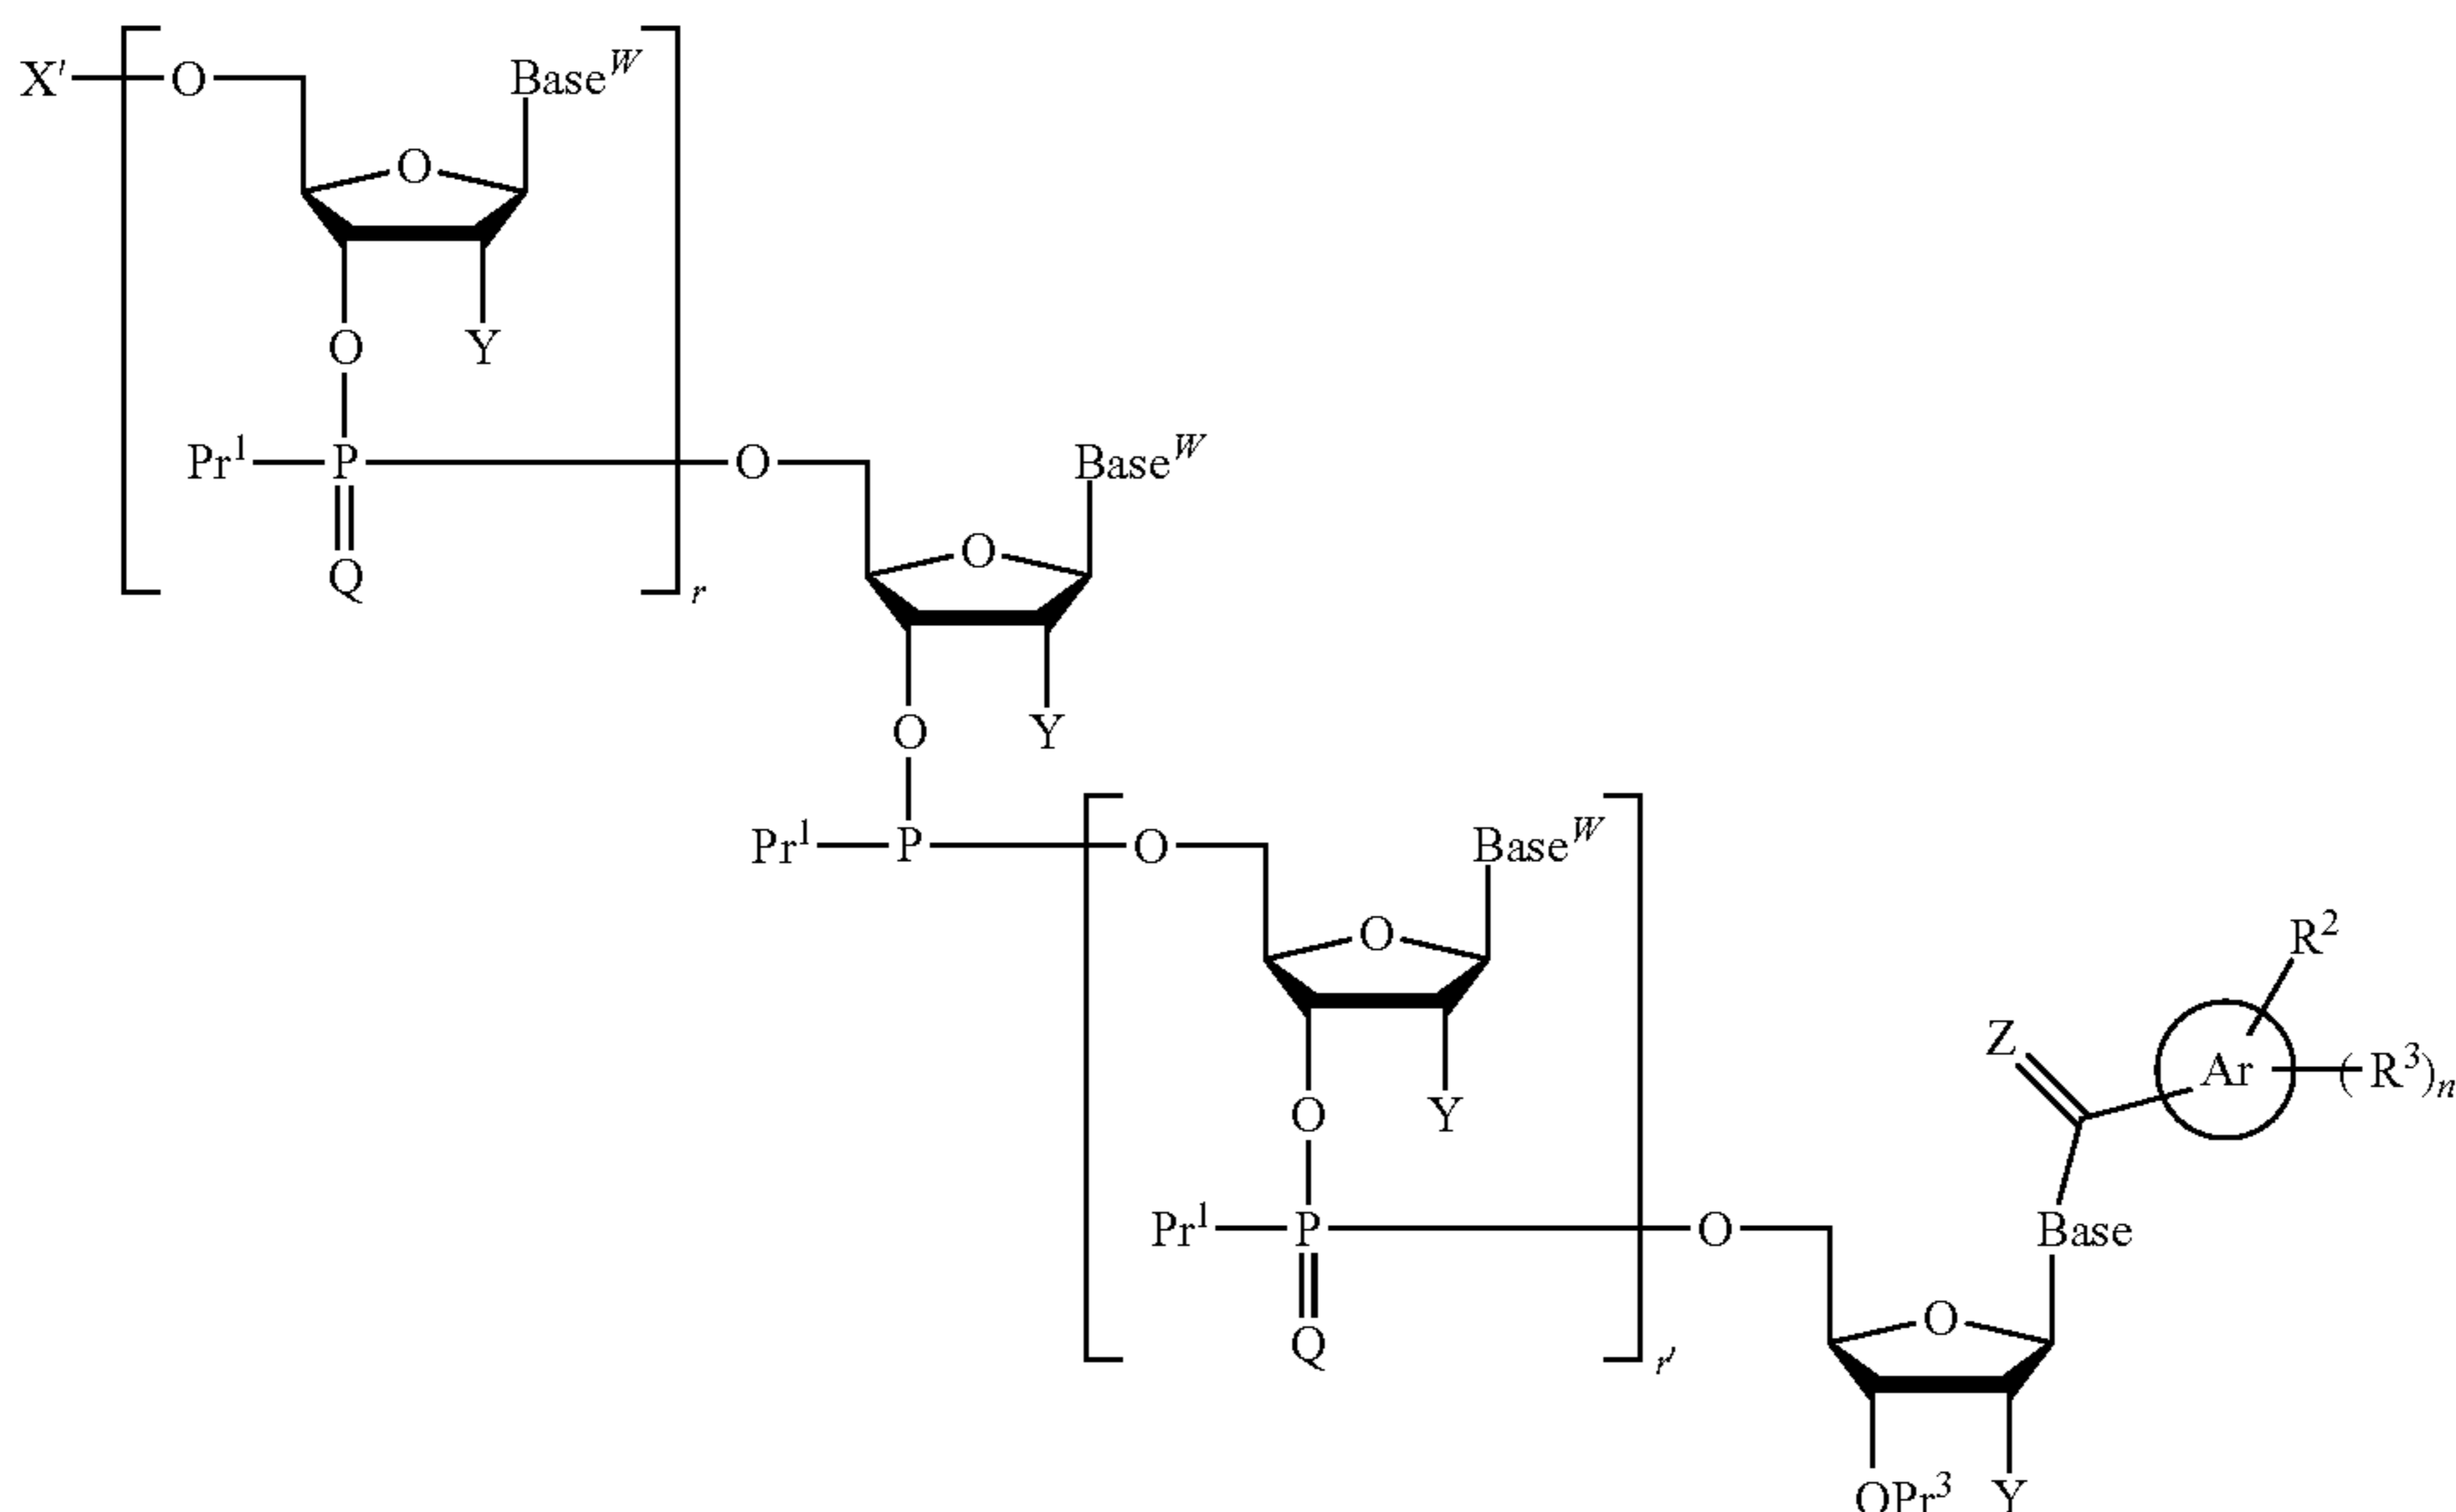 X' O Base^W
O
O Y
Pr^1 P O Base^W
Q r
O
O Y
Pr^1 P O Base^W
O R^2
Z Ar (R^3)_n
O Y
Pr^1 P O Base
Q r'
O
OPr^3 Y